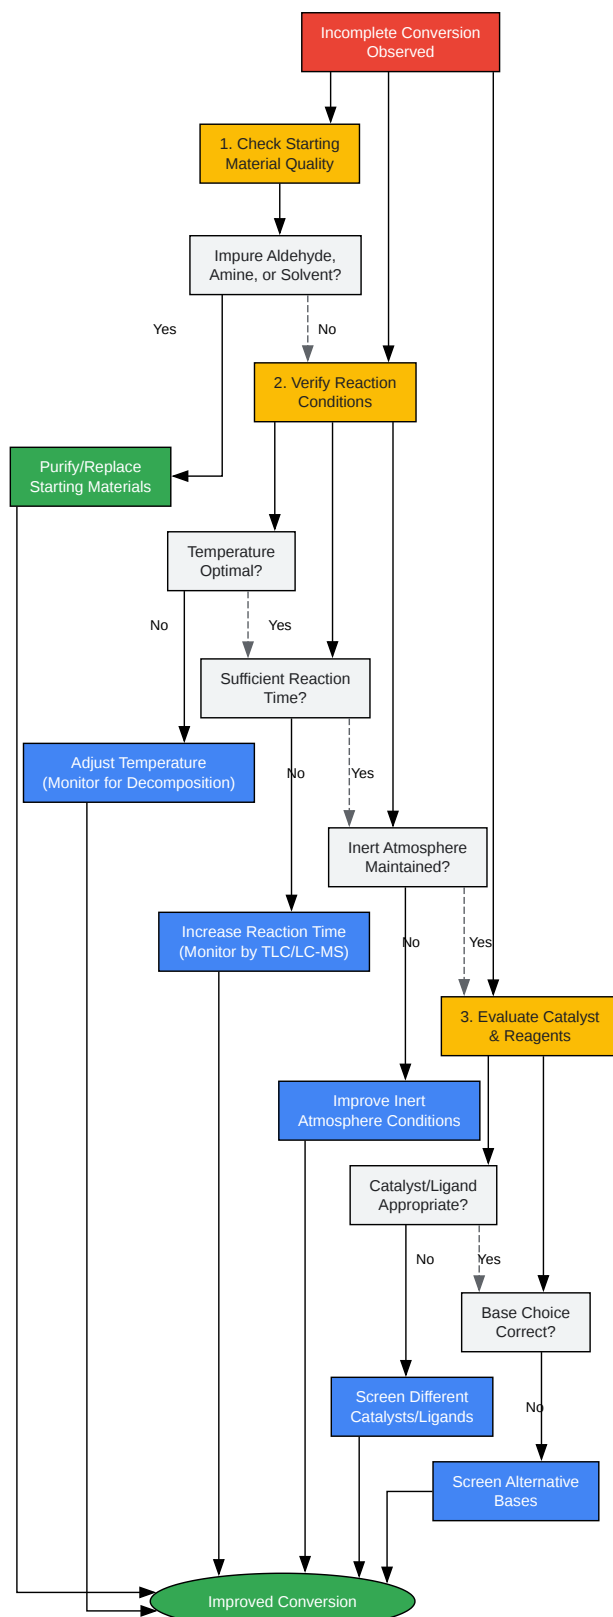 Incomplete Conversion
Observed
1. Check Starting
Material Quality
Impure Aldehyde,
Amine, or Solvent?
Yes
No
2. Verify Reaction
Conditions
Purify/Replace
Starting Materials
Temperature
Optimal?
No
Yes
Sufficient Reaction
Time?
Adjust Temperature
(Monitor for Decomposition)
No
Yes
Inert Atmosphere
Maintained?
Increase Reaction Time
(Monitor by TLC/LC-MS)
No
Yes
3. Evaluate Catalyst
& Reagents
Improve Inert
Atmosphere Conditions
Catalyst/Ligand
Appropriate?
No
Yes
Base Choice
Correct?
Screen Different
Catalysts/Ligands
No
Screen Alternative
Bases
Improved Conversion